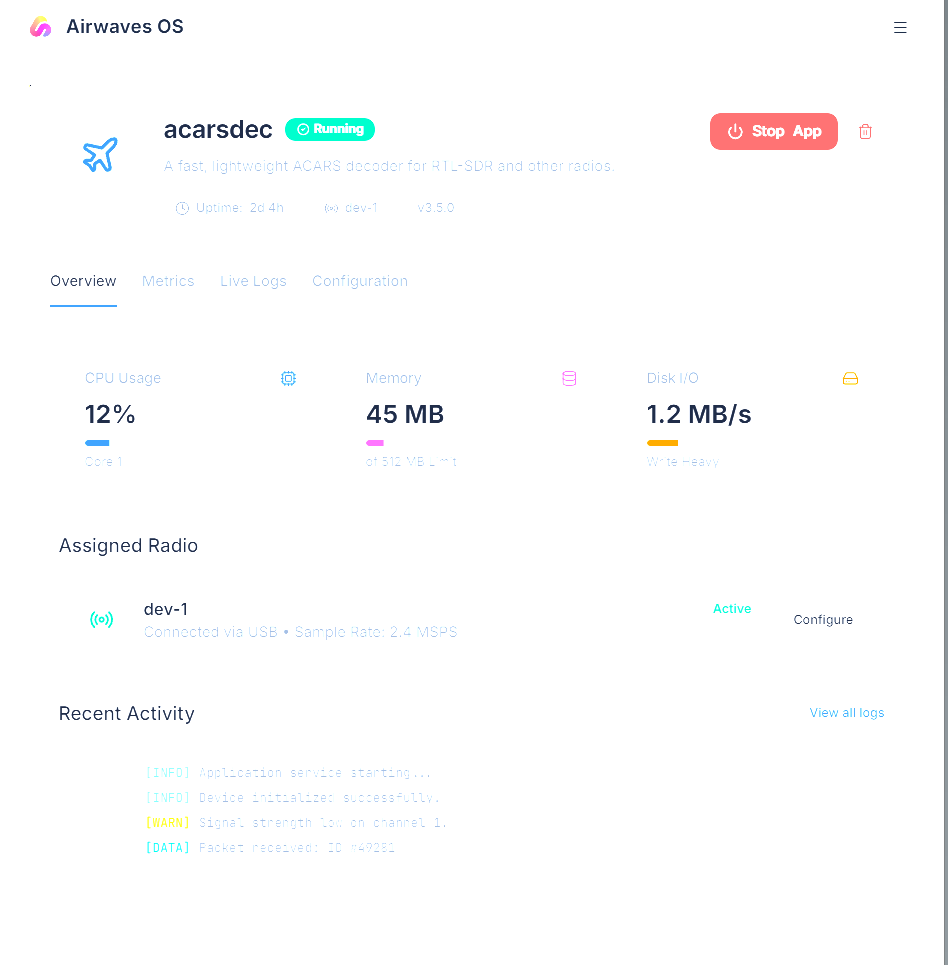 Airwaves OS
acarsdec
Running
Stop App
A fast, lightweight ACARS decoder for RTL-SDR and other radios.
Uptime: 2d 4h
dev-1
v3.5.0
Overview
Metrics
Live Logs
Configuration
CPU Usage
Memory
Disk I/O
12%
45 MB
1.2 MB/s
Core 1
of 512 MB Limit
Write Heavy
Assigned Radio
dev-1
Active
Configure
Connected via USB • Sample Rate: 2.4 MSPS
Recent Activity
View all logs
[INFO] Application service starting...
[INFO] Device initialized successfully.
[WARN] Signal strength low on channel 1.
[DATA] Packet received: ID